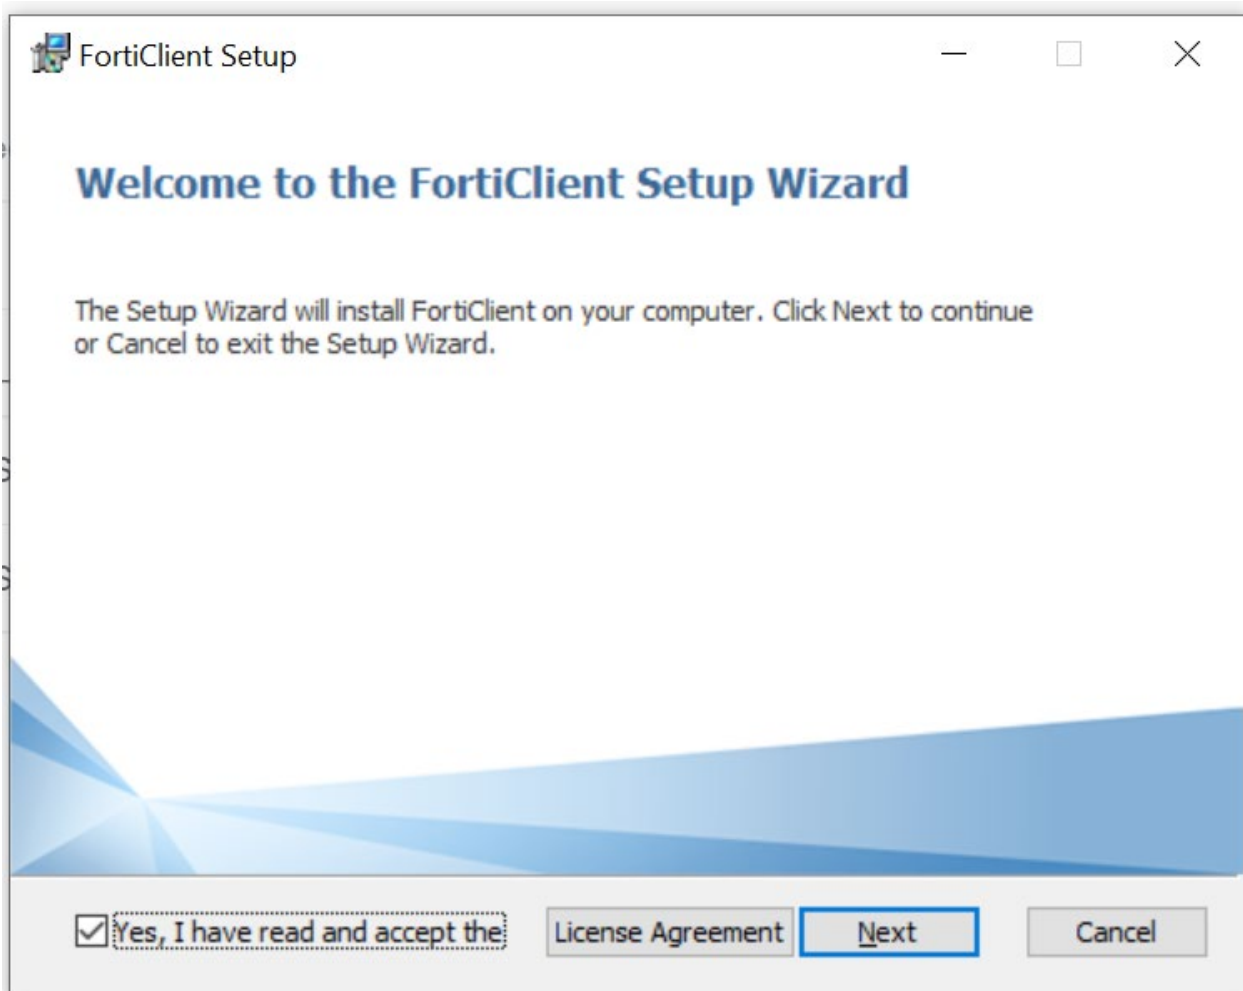 FortiClient Setup
Welcome to the FortiClient Setup Wizard
The Setup Wizard will install FortiClient on your computer. Click Next to continue
or Cancel to exit the Setup Wizard.
Yes, I have read and accept the License Agreement Next Cancel